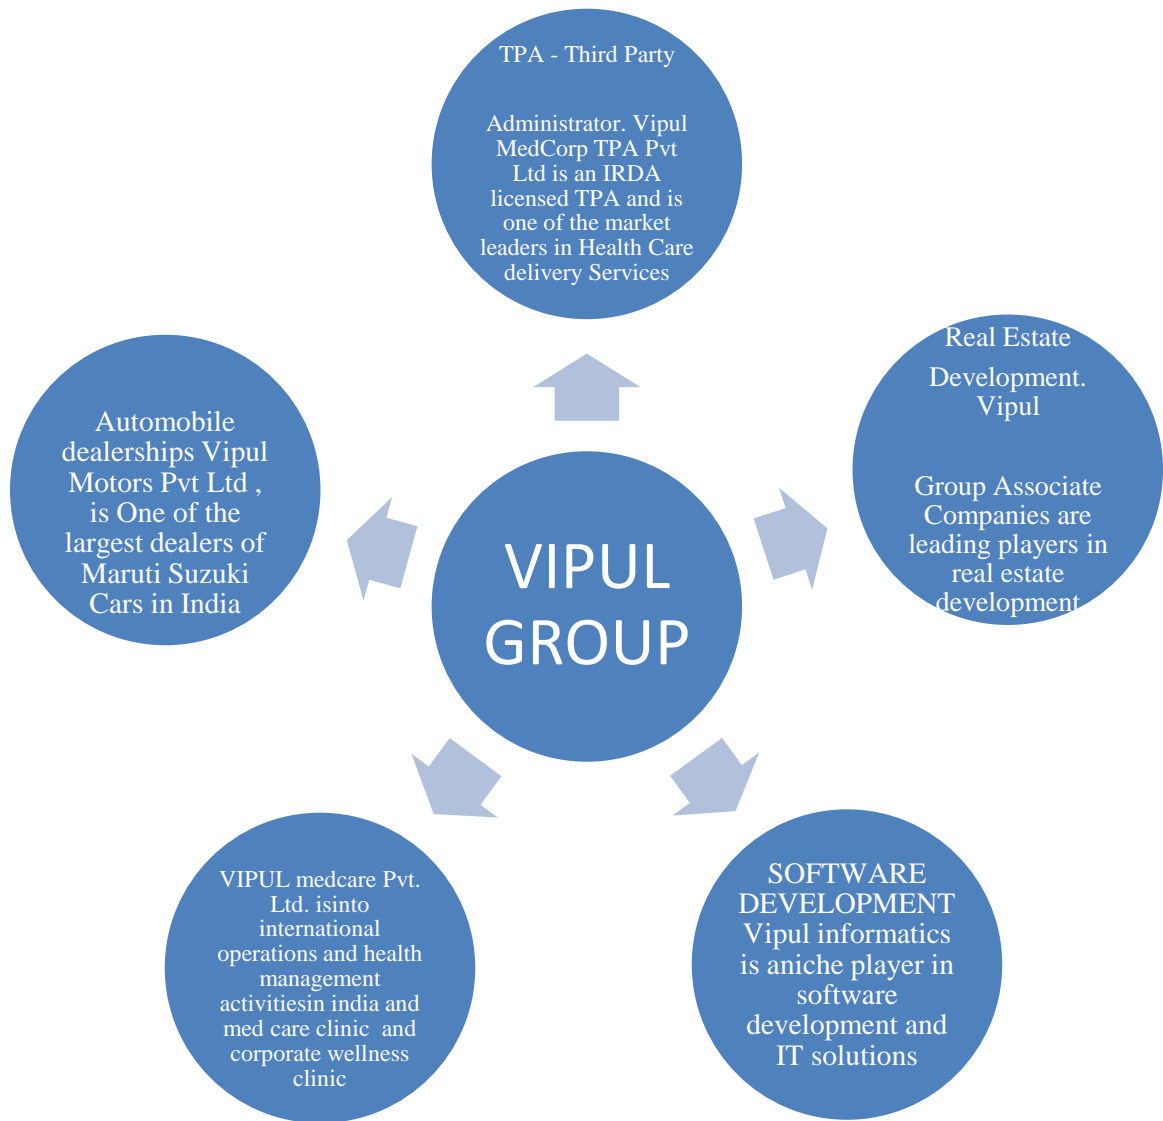 TPA - Third Party
Administrator. Vipul
MedCorp TPA Pvt
Ltd is an IRDA
licensed TPA and is
one of the market
leaders in Health Care
delivery Services
Real Estate
Development.
Vipul
Group Associate
Companies are
leading players in
real estate
development
Automobile
dealerships Vipul
Motors Pvt Ltd ,
is One of the
largest dealers of
Maruti Suzuki
Cars in India
VIPUL
GROUP
VIPUL medcare Pvt.
Ltd. isinto
international
operations and health
management
activitiesin india and
med care clinic  and
corporate wellness
clinic
SOFTWARE
DEVELOPMENT
Vipul informatics
is aniche player in
software
development and
IT solutions